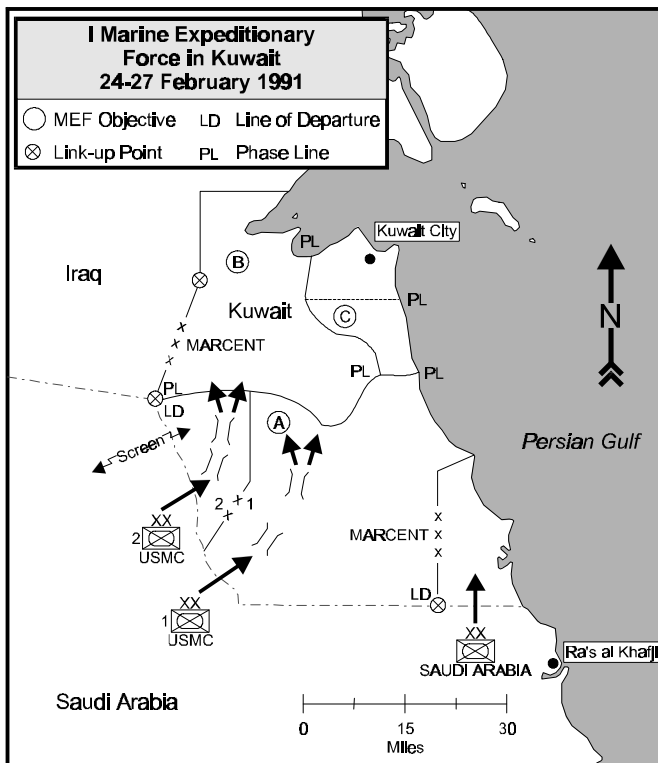 I Marine Expeditionary
Force in Kuwait
24-27 February 1991
MEF Objective
LD Line of Departure
Link-up Point
PL Phase Line
Kuwait City
PL
B
Iraq
N
PL
Kuwait
C
x
x
x
MARCENT
PL
PL
PL
LD
A
Screen
Persian Gulf
2 x 1
x
XX
2
USMC
MARCENT
x
x
x
XX
1
USMC
LD
XX
SAUDI ARABIA
Ra's al Khafji
Saudi Arabia
0 15 30
Miles